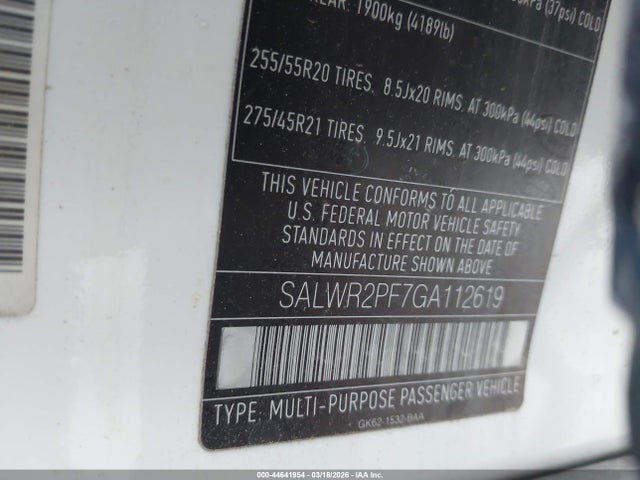 REAR: 1900kg (4189lb)
(37psi) COLD
255/55R20 TIRES. 8.5Jx20 RIMS. AT 300kPa (44psi) COLD
275/45R21 TIRES. 9.5Jx21 RIMS. AT 300kPa (44psi) COLD
THIS VEHICLE CONFORMS TO ALL APPLICABLE
U.S. FEDERAL MOTOR VEHICLE SAFETY
STANDARDS IN EFFECT ON THE DATE OF
MANUFACTURE SHOWN ABOVE
SALWR2PF7GA112619
TYPE: MULTI-PURPOSE PASSENGER VEHICLE
GK62-1532-BAA
000-44641954 - 03/18/2026 - IAA Inc.